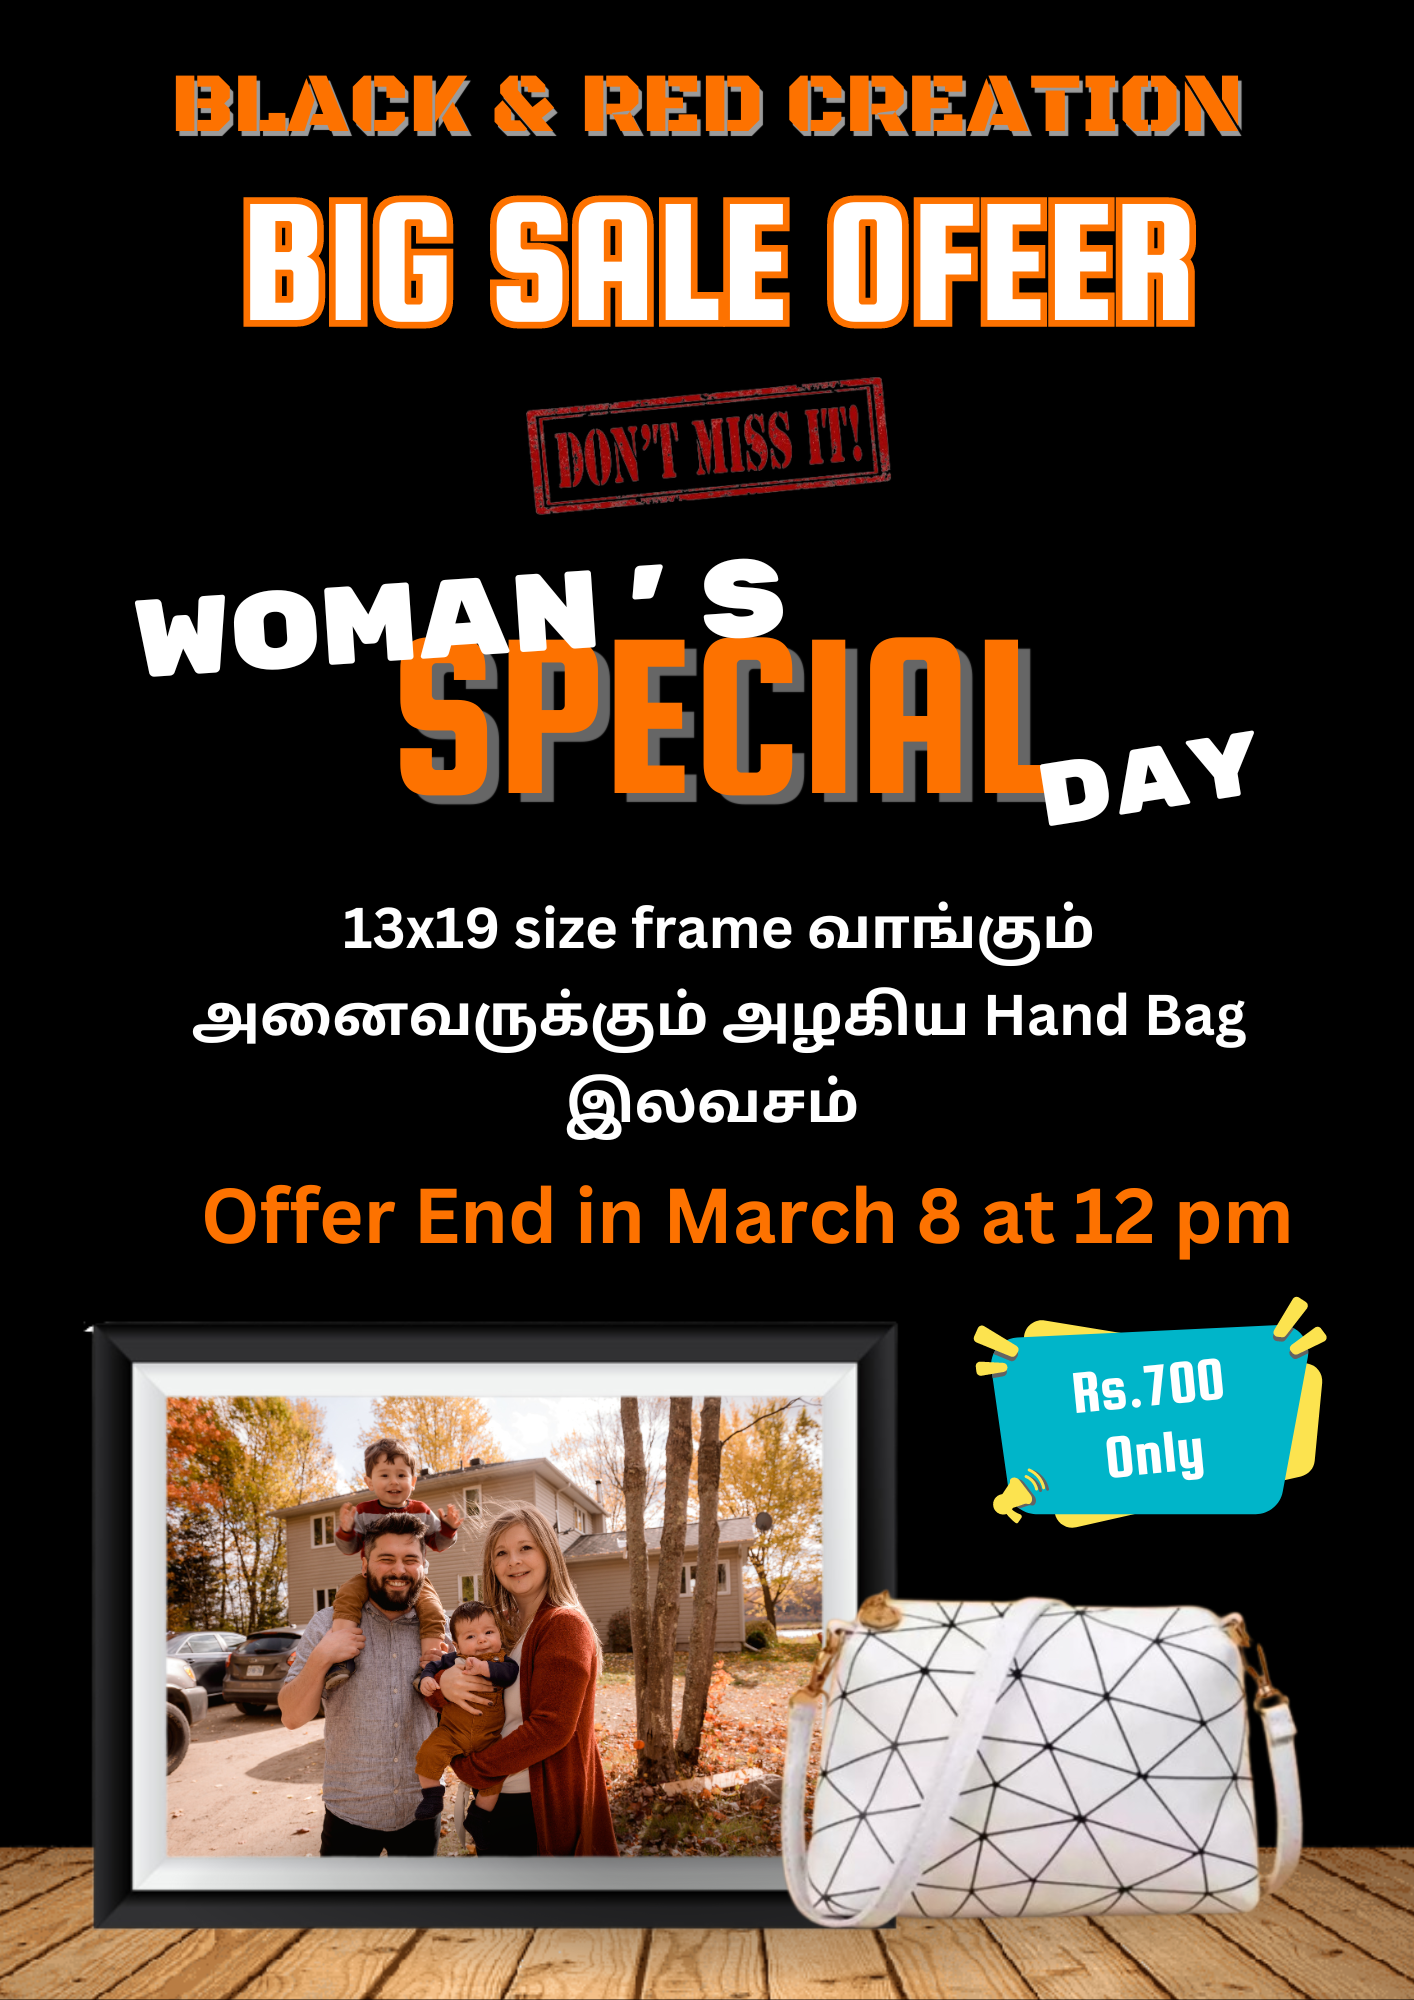 BLACK & RED CREATION
BIG SALE OFEER
DON'T MISS IT!
WOMAN'S
SPECIAL
DAY
13x19 size frame வாங்கும்
அனைவருக்கும் அழகிய Hand Bag
இலவசம்
Offer End in March 8 at 12 pm
Rs.700
Only